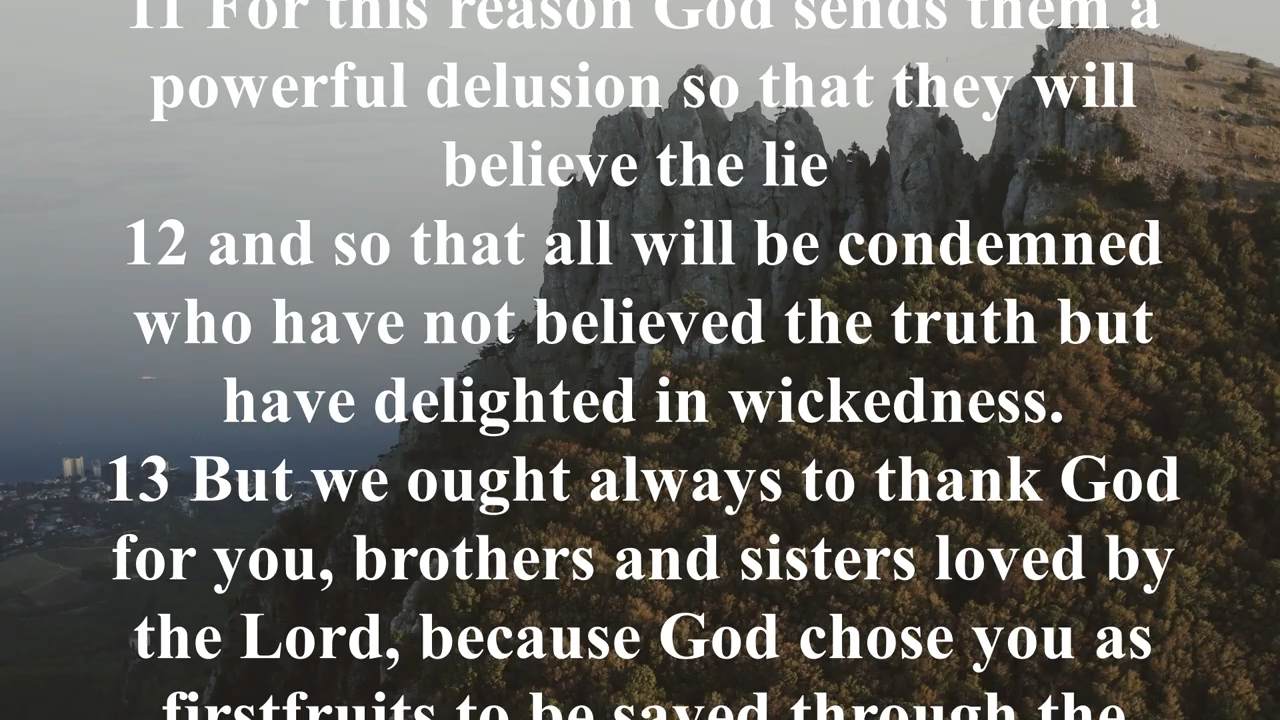 11 For this reason God sends them a
powerful delusion so that they will
believe the lie
12 and so that all will be condemned
who have not believed the truth but
have delighted in wickedness.
13 But we ought always to thank God
for you, brothers and sisters loved by
the Lord, because God chose you as
firstfruits to be saved through the